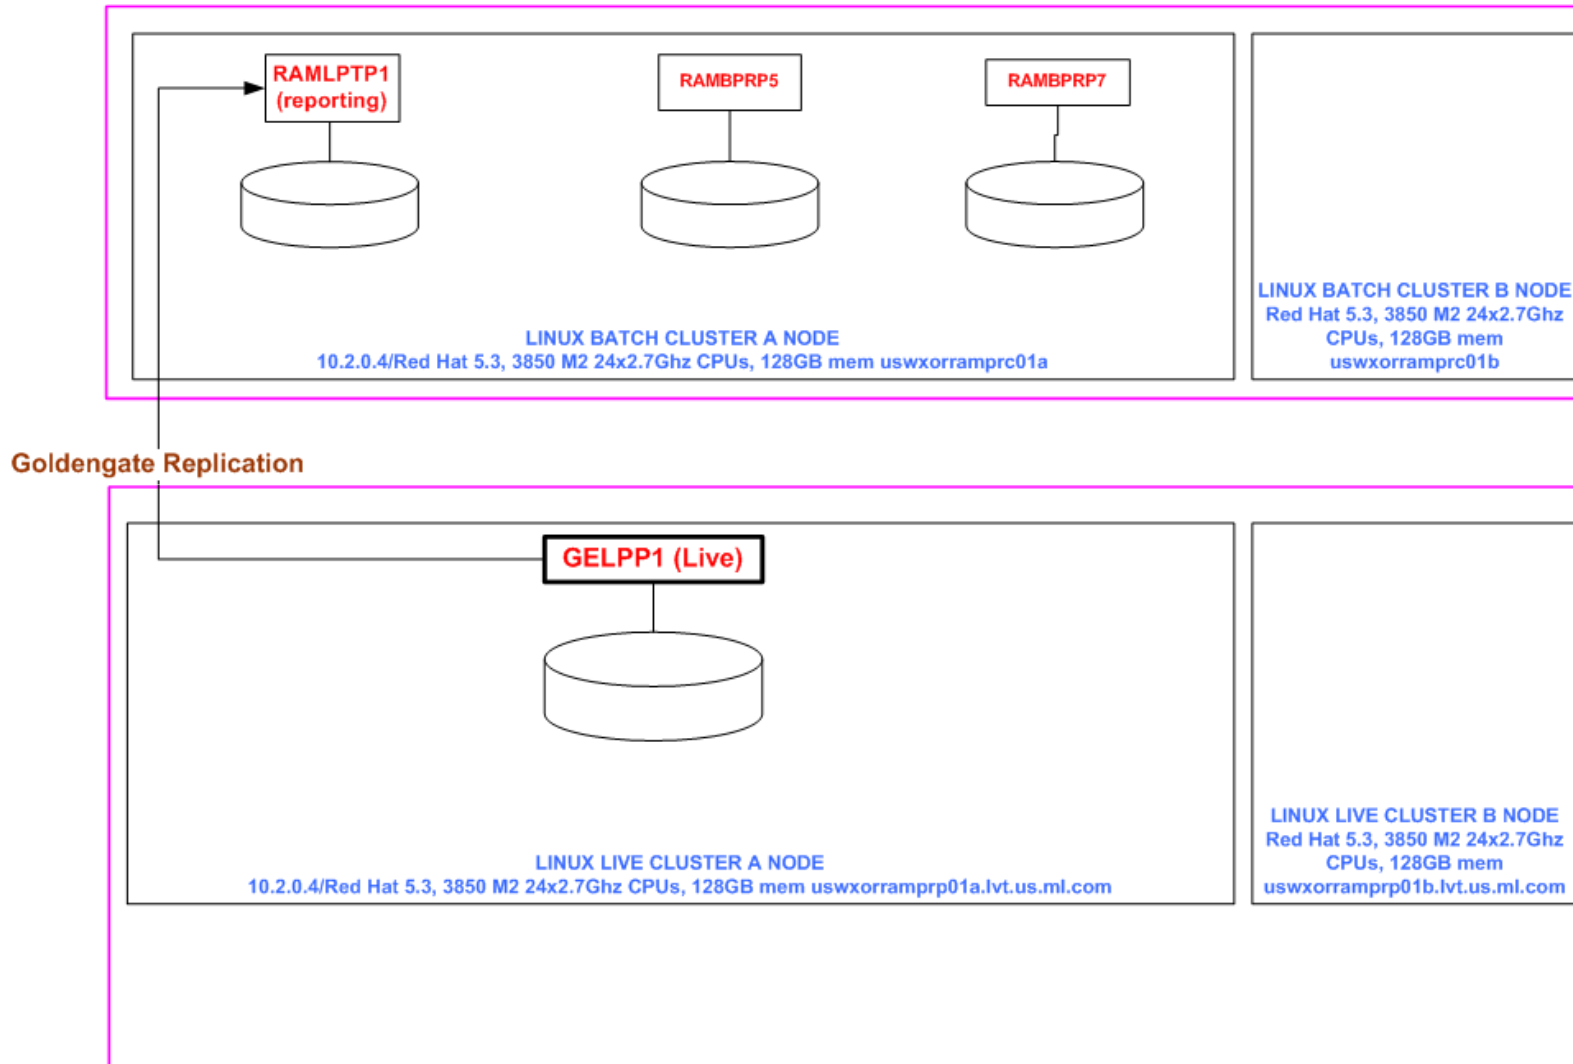 RAMLPTP1
(reporting)
RAMBPRP5
RAMBPRP7
LINUX BATCH CLUSTER A NODE
10.2.0.4/Red Hat 5.3, 3850 M2 24x2.7Ghz CPUs, 128GB mem uswxorramprc01a
LINUX BATCH CLUSTER B NODE
Red Hat 5.3, 3850 M2 24x2.7Ghz
CPUs, 128GB mem
uswxorramprc01b
Goldengate Replication
GELPP1 (Live)
LINUX LIVE CLUSTER A NODE
10.2.0.4/Red Hat 5.3, 3850 M2 24x2.7Ghz CPUs, 128GB mem uswxorramprp01a.lvt.us.ml.com
LINUX LIVE CLUSTER B NODE
Red Hat 5.3, 3850 M2 24x2.7Ghz
CPUs, 128GB mem
uswxorramprp01b.lvt.us.ml.com